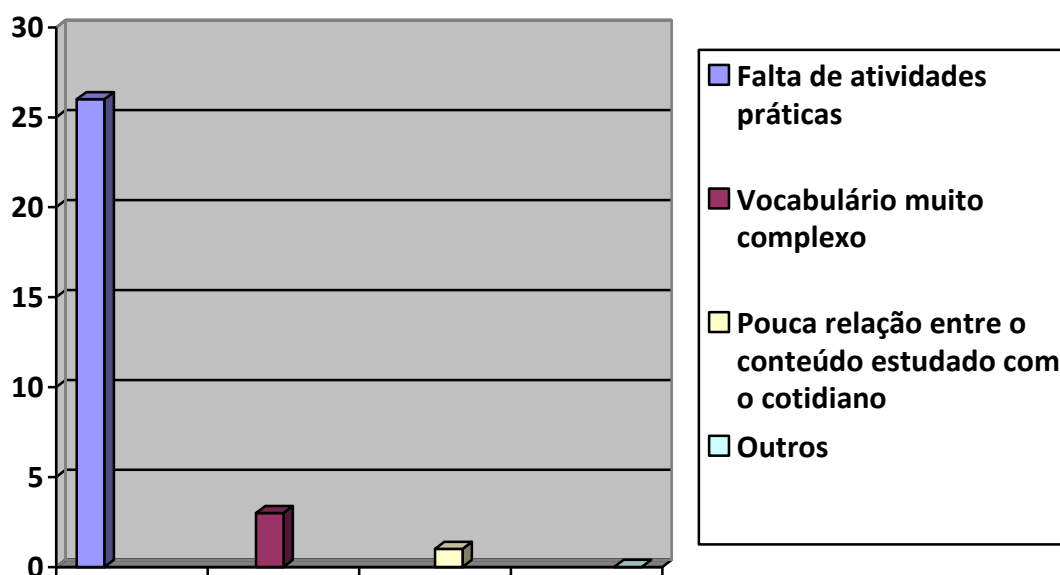 30
25
20
15
10
5
0
Falta de atividades
práticas
Vocabulário muito
complexo
Pouca relação entre o
conteúdo estudado com
o cotidiano
Outros